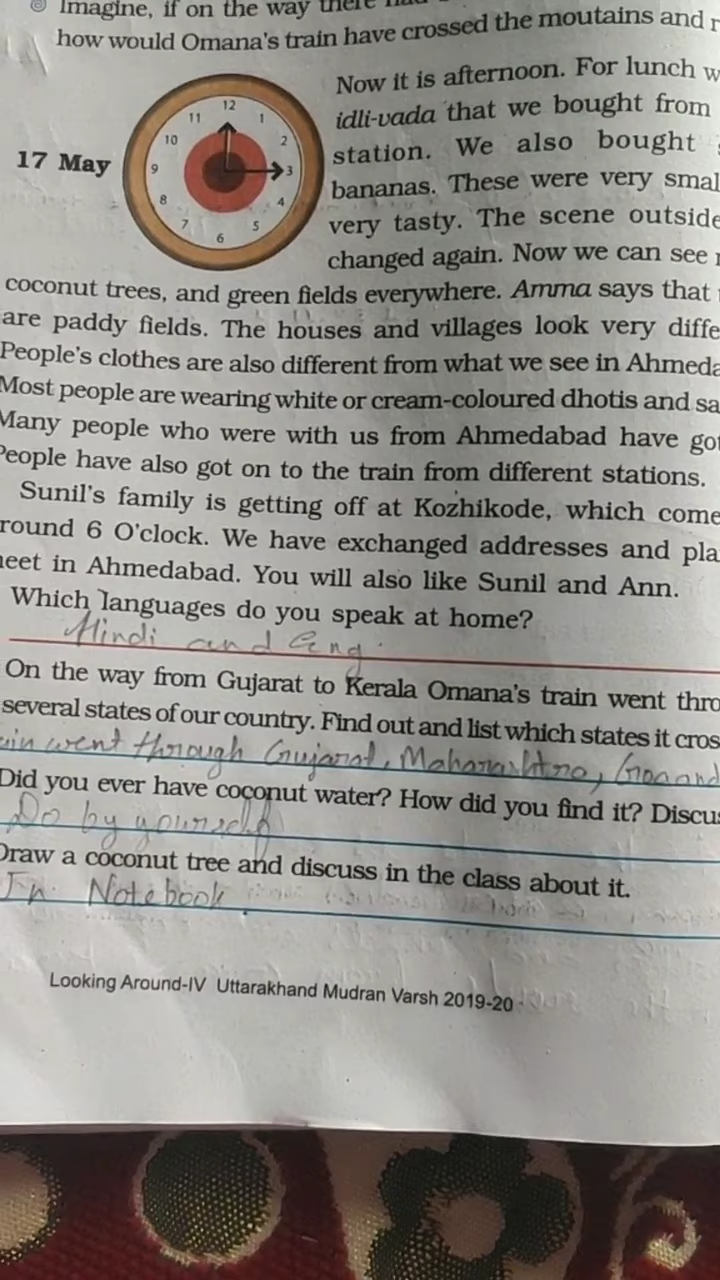 Imagine, if on the way there had
how would Omana's train have crossed the moutains and
12
11
1
10
2
17 May
9
3
8
4
7
5
6
Now it is afternoon. For lunch
idli-vada that we bought from
station. We also bought
bananas. These were very
very tasty. The scene outside
changed again. Now we can see
coconut trees, and green fields everywhere. Amma says that
are paddy fields. The houses and villages look very
People's clothes are also different from what we see in
Most people are wearing white or cream-coloured dhotis and
Many people who were with us from Ahmedabad have
People have also got on to the train from different stations.
Sunil's family is getting off at Kozhikode, which
round 6 O'clock. We have exchanged addresses and
meet in Ahmedabad. You will also like Sunil and Ann.
Which languages do you speak at home?
Hindi and Eng.
On the way from Gujarat to Kerala Omana's train went
several states of our country. Find out and list which states it
went through Gujarat, Maharashtra, Goa and
Did you ever have coconut water? How did you find it?
Do by yourself
Draw a coconut tree and discuss in the class about it.
In Notebook
Looking Around-IV Uttarakhand Mudran Varsh 2019-20